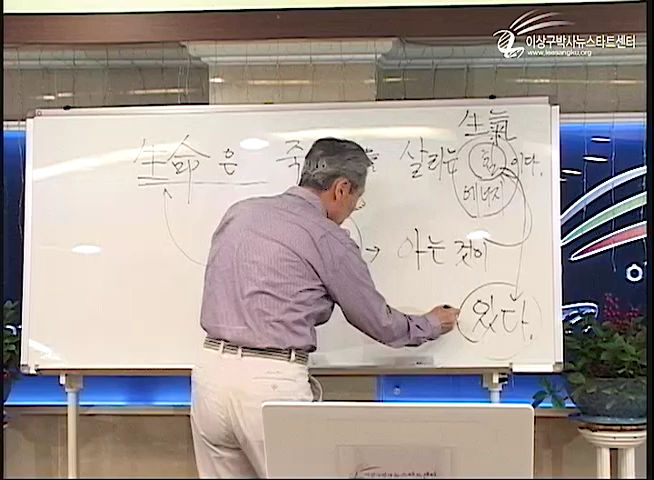 이상구박사뉴스타트센터
www.leesangku.org
生氣
生命은 죽 을 살리는 힘 이다.
에너지
→ 아는 것이
있다.